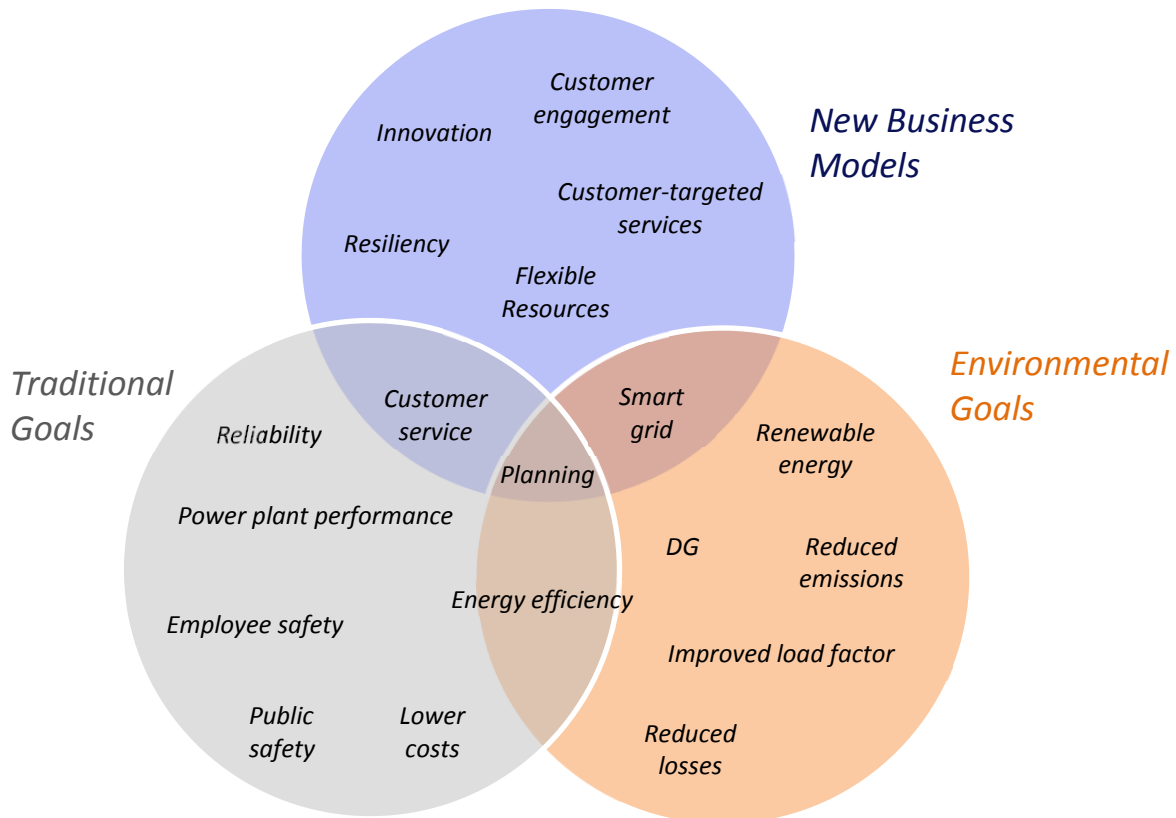 Customer
engagement
Innovation
New Business
Models
Customer-targeted
services
Resiliency
Flexible
Resources
Traditional
Goals
Environmental
Goals
Customer
service
Smart
grid
Reliability
Renewable
energy
Planning
Power plant performance
DG
Reduced
emissions
Energy efficiency
Employee safety
Improved load factor
Public
safety
Lower
costs
Reduced
losses